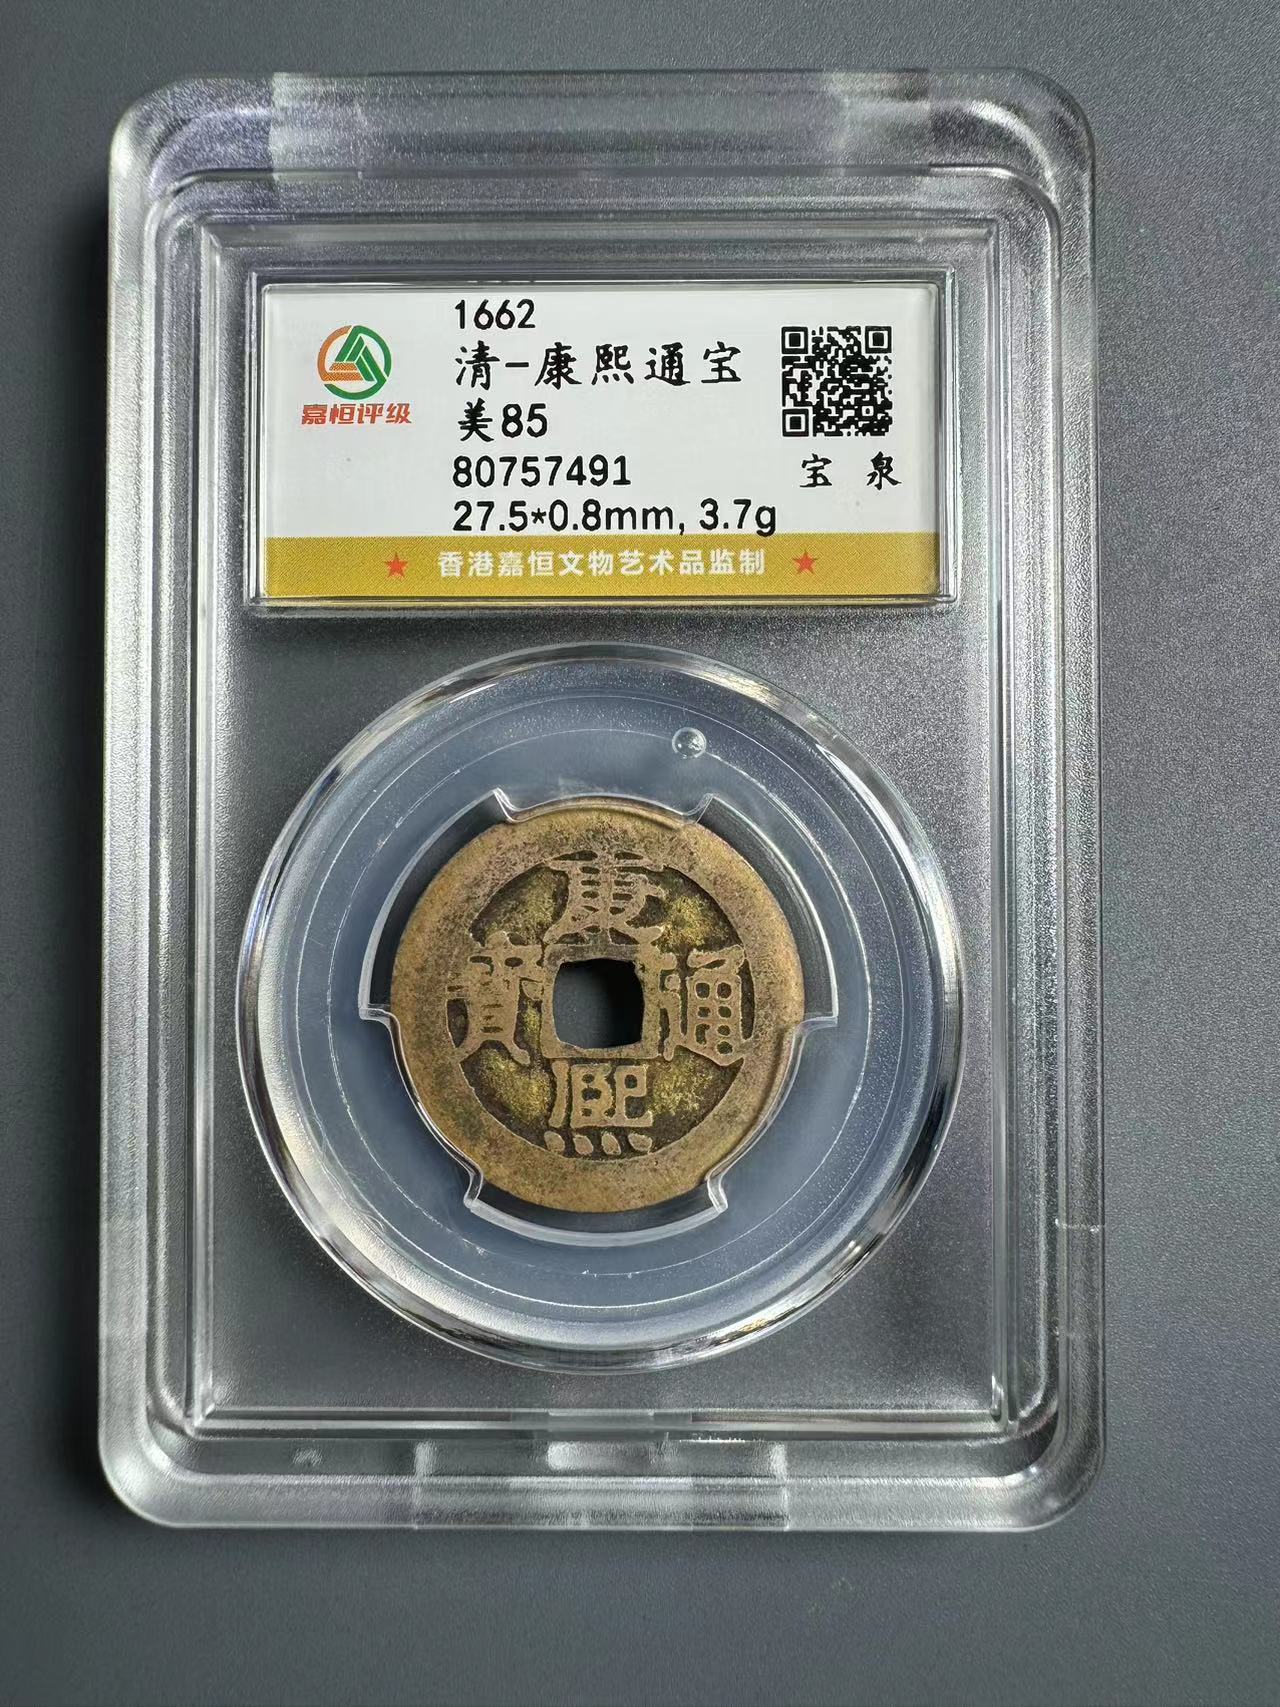 1662
清-康熙通宝
美85
80757491
27.5*0.8mm, 3.7g
嘉恒评级
宝 泉
★ 香港嘉恒文物艺术品监制 ★
康
寶 通
熙